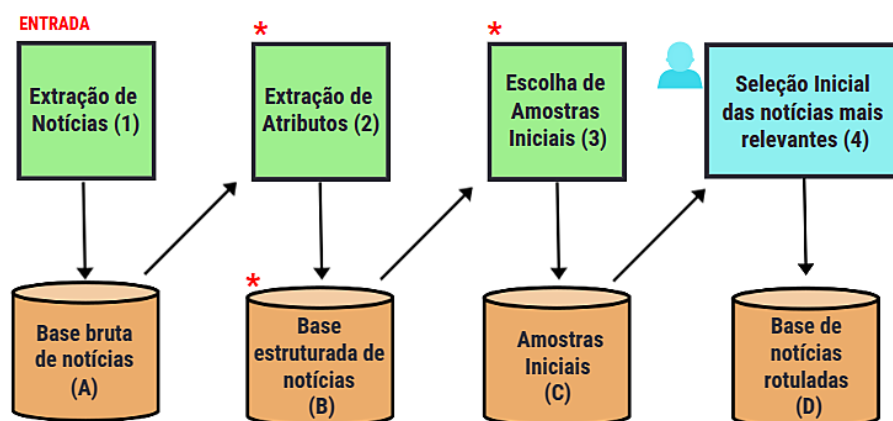 ENTRADA
Extração de
Notícias (1)
*
Extração de
Atributos (2)
*
Escolha de
Amostras
Iniciais (3)
Seleção Inicial
das notícias mais
relevantes (4)
Base bruta
de notícias
(A)
*
Base
estruturada de
notícias
(B)
Amostras
Iniciais
(C)
Base de
notícias
rotuladas
(D)